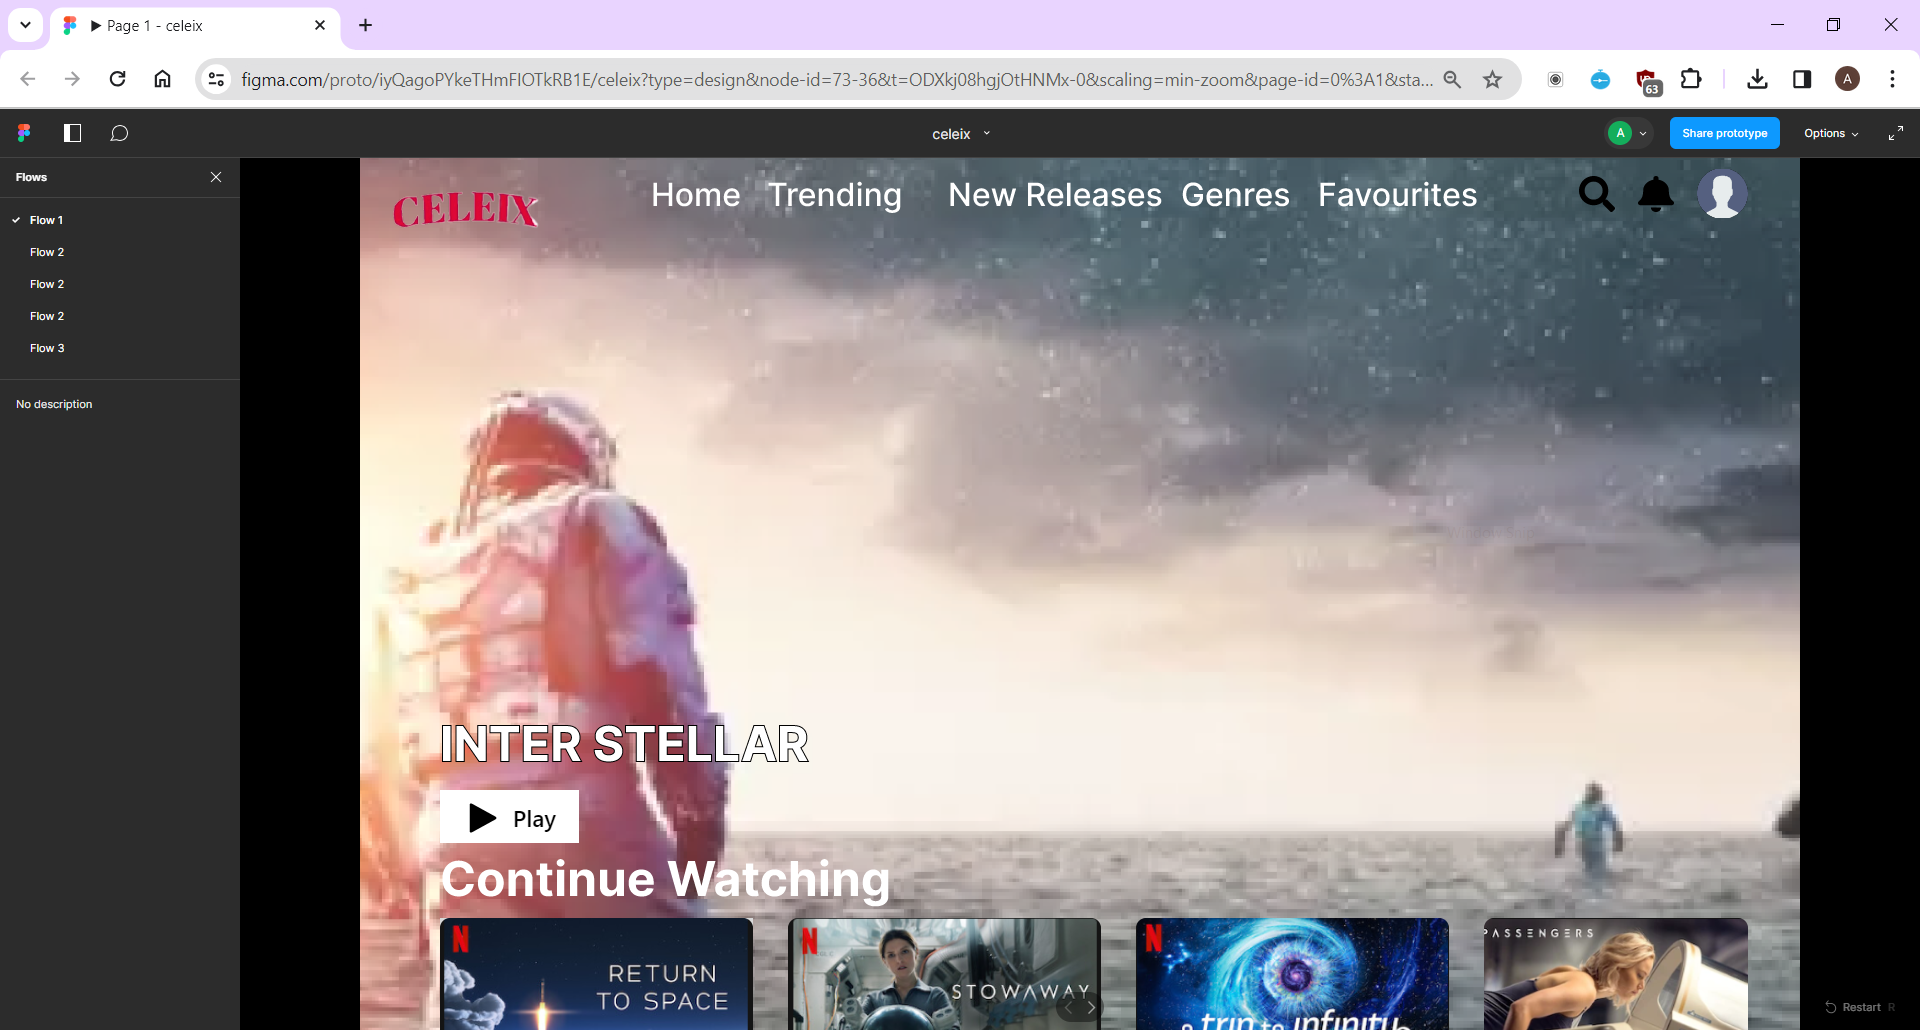 Page 1 - celeix
figma.com/proto/iyQagoPYkeTHmFIOTkRB1E/celeix?type=design&node-id=73-36&t=ODXkj08hgjOtHNMx-0&scaling=min-zoom&page-id=0%3A1&sta...
63
A
celeix
A
Share prototype
Options
Flows
Flow 1
Flow 2
Flow 2
Flow 2
Flow 3
No description
CELEIX
Home Trending New Releases Genres Favourites
INTER STELLAR
Play
Continue Watching
N
RETURN
TO SPACE
N
STOWAWAY
N
a trip to infinity
PASSENGERS
Restart R